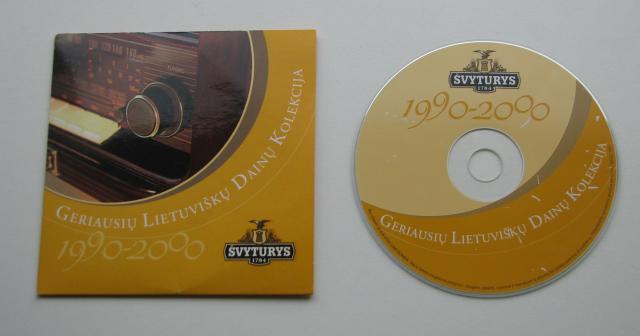 GERIAUSIŲ LIETUVIŠKŲ DAINŲ KOLEKCIJA
1990-2000
ŠVYTURYS
1784
ŠVYTURYS
1784
1990-2000
GERIAUSIŲ LIETUVIŠKŲ DAINŲ KOLEKCIJA